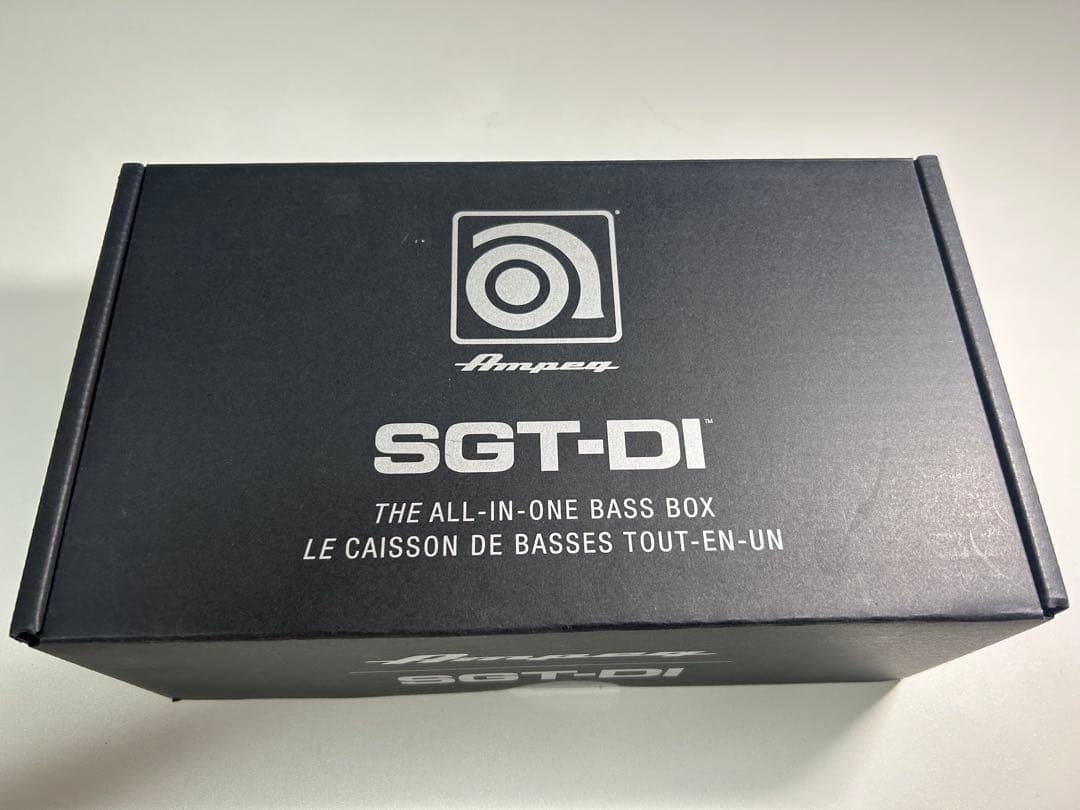 Ampeg
SGT-DI™
THE ALL-IN-ONE BASS BOX
LE CAISSON DE BASSES TOUT-EN-UN
Ampeg
SGT-DI